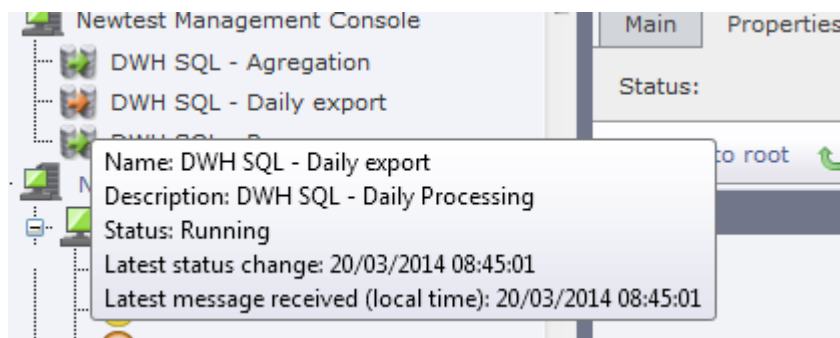 Newtest Management Console
DWH SQL - Agregation
DWH SQL - Daily export
Main
Properties
Status:
to root
Name: DWH SQL - Daily export
Description: DWH SQL - Daily Processing
Status: Running
Latest status change: 20/03/2014 08:45:01
Latest message received (local time): 20/03/2014 08:45:01